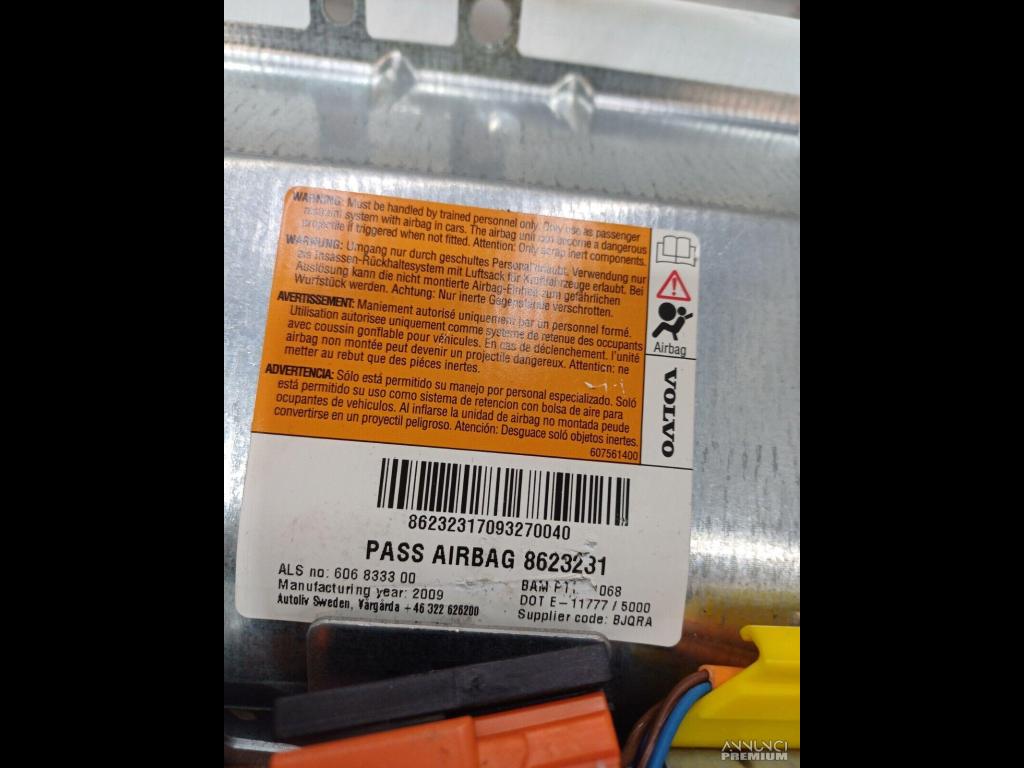 WARNING: Must be handled by trained personnel only. Only use as passenger
restraint system with airbag in cars. The airbag unit can become a dangerous
projectile if triggered when not fitted. Attention: Only scrap inert components.
WARNUNG: Umgang nur durch geschultes Personal erlaubt. Verwendung nur
als Insassen-Rückhaltesystem mit Luftsack für Kraftfahrzeuge erlaubt. Bei
Auslösung kann die nicht montierte Airbag-Einheit zum gefährlichen
Wurfstück werden. Achtung: Nur inerte Gegenstände verschrotten.
AVERTISSEMENT: Maniement autorisé uniquement par un personnel formé.
Utilisation autorisee uniquement comme systeme de retenue des occupants
avec coussin gonflable pour véhicules. En cas de déclenchement. l'unité
airbag non montée peut devenir un projectile dangereux. Attenticn: ne
metter au rebut que des piéces inertes.
ADVERTENCIA: Sólo está permitido su manejo por personal especializado. Soló
está permitido su uso como sistema de retencion con bolsa de aire para
ocupantes de vehiculos. Al inflarse la unidad de airbag no montada peude
convertirse en un proyectil peligroso. Atención: Desguace soló objetos inertes.
607561400
Airbag
VOLVO
86232317093270040
PASS AIRBAG 8623231
ALS no: 606 8333 00
Manufacturing year: 2009
Autoliv Sweden, Vårgårda +46 322 626200
BAM 1068
DOT E-11777 / 5000
Supplier code: BJQRA
ANNUNCI
PREMIUM